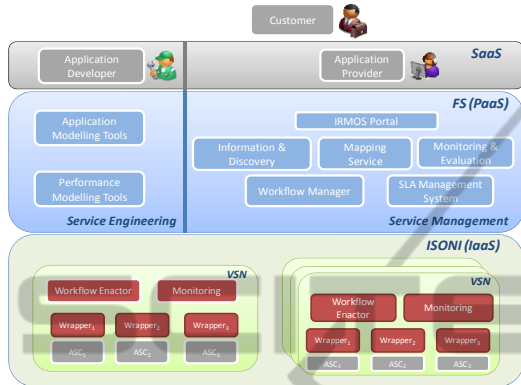 Customer
SaaS
Application
Developer
Application
Provider
FS (PaaS)
Application
Modelling Tools
IRMOS Portal
Information &
Discovery
Mapping
Service
Monitoring &
Evaluation
Performance
Modelling Tools
Workflow Manager
SLA Management
System
Service Engineering
Service Management
ISONI (IaaS)
VSN
Workflow Enactor
Monitoring
Wrapper₁
Wrapper₂
Wrapper₃
ASC₁
ASC₂
ASC₃
VSN
Workflow
Enactor
Monitoring
Wrapper₁
Wrapper₂
Wrapper₃
ASC₁
ASC₂
ASC₃